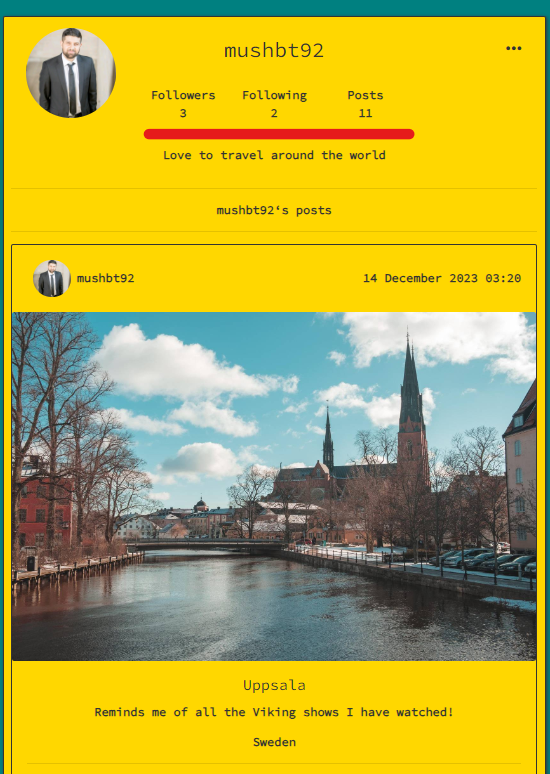 mushbt92
•••
Followers Following Posts
3 2 11
Love to travel around the world
mushbt92‘s posts
mushbt92 14 December 2023 03:20
Uppsala
Reminds me of all the Viking shows I have watched!
Sweden